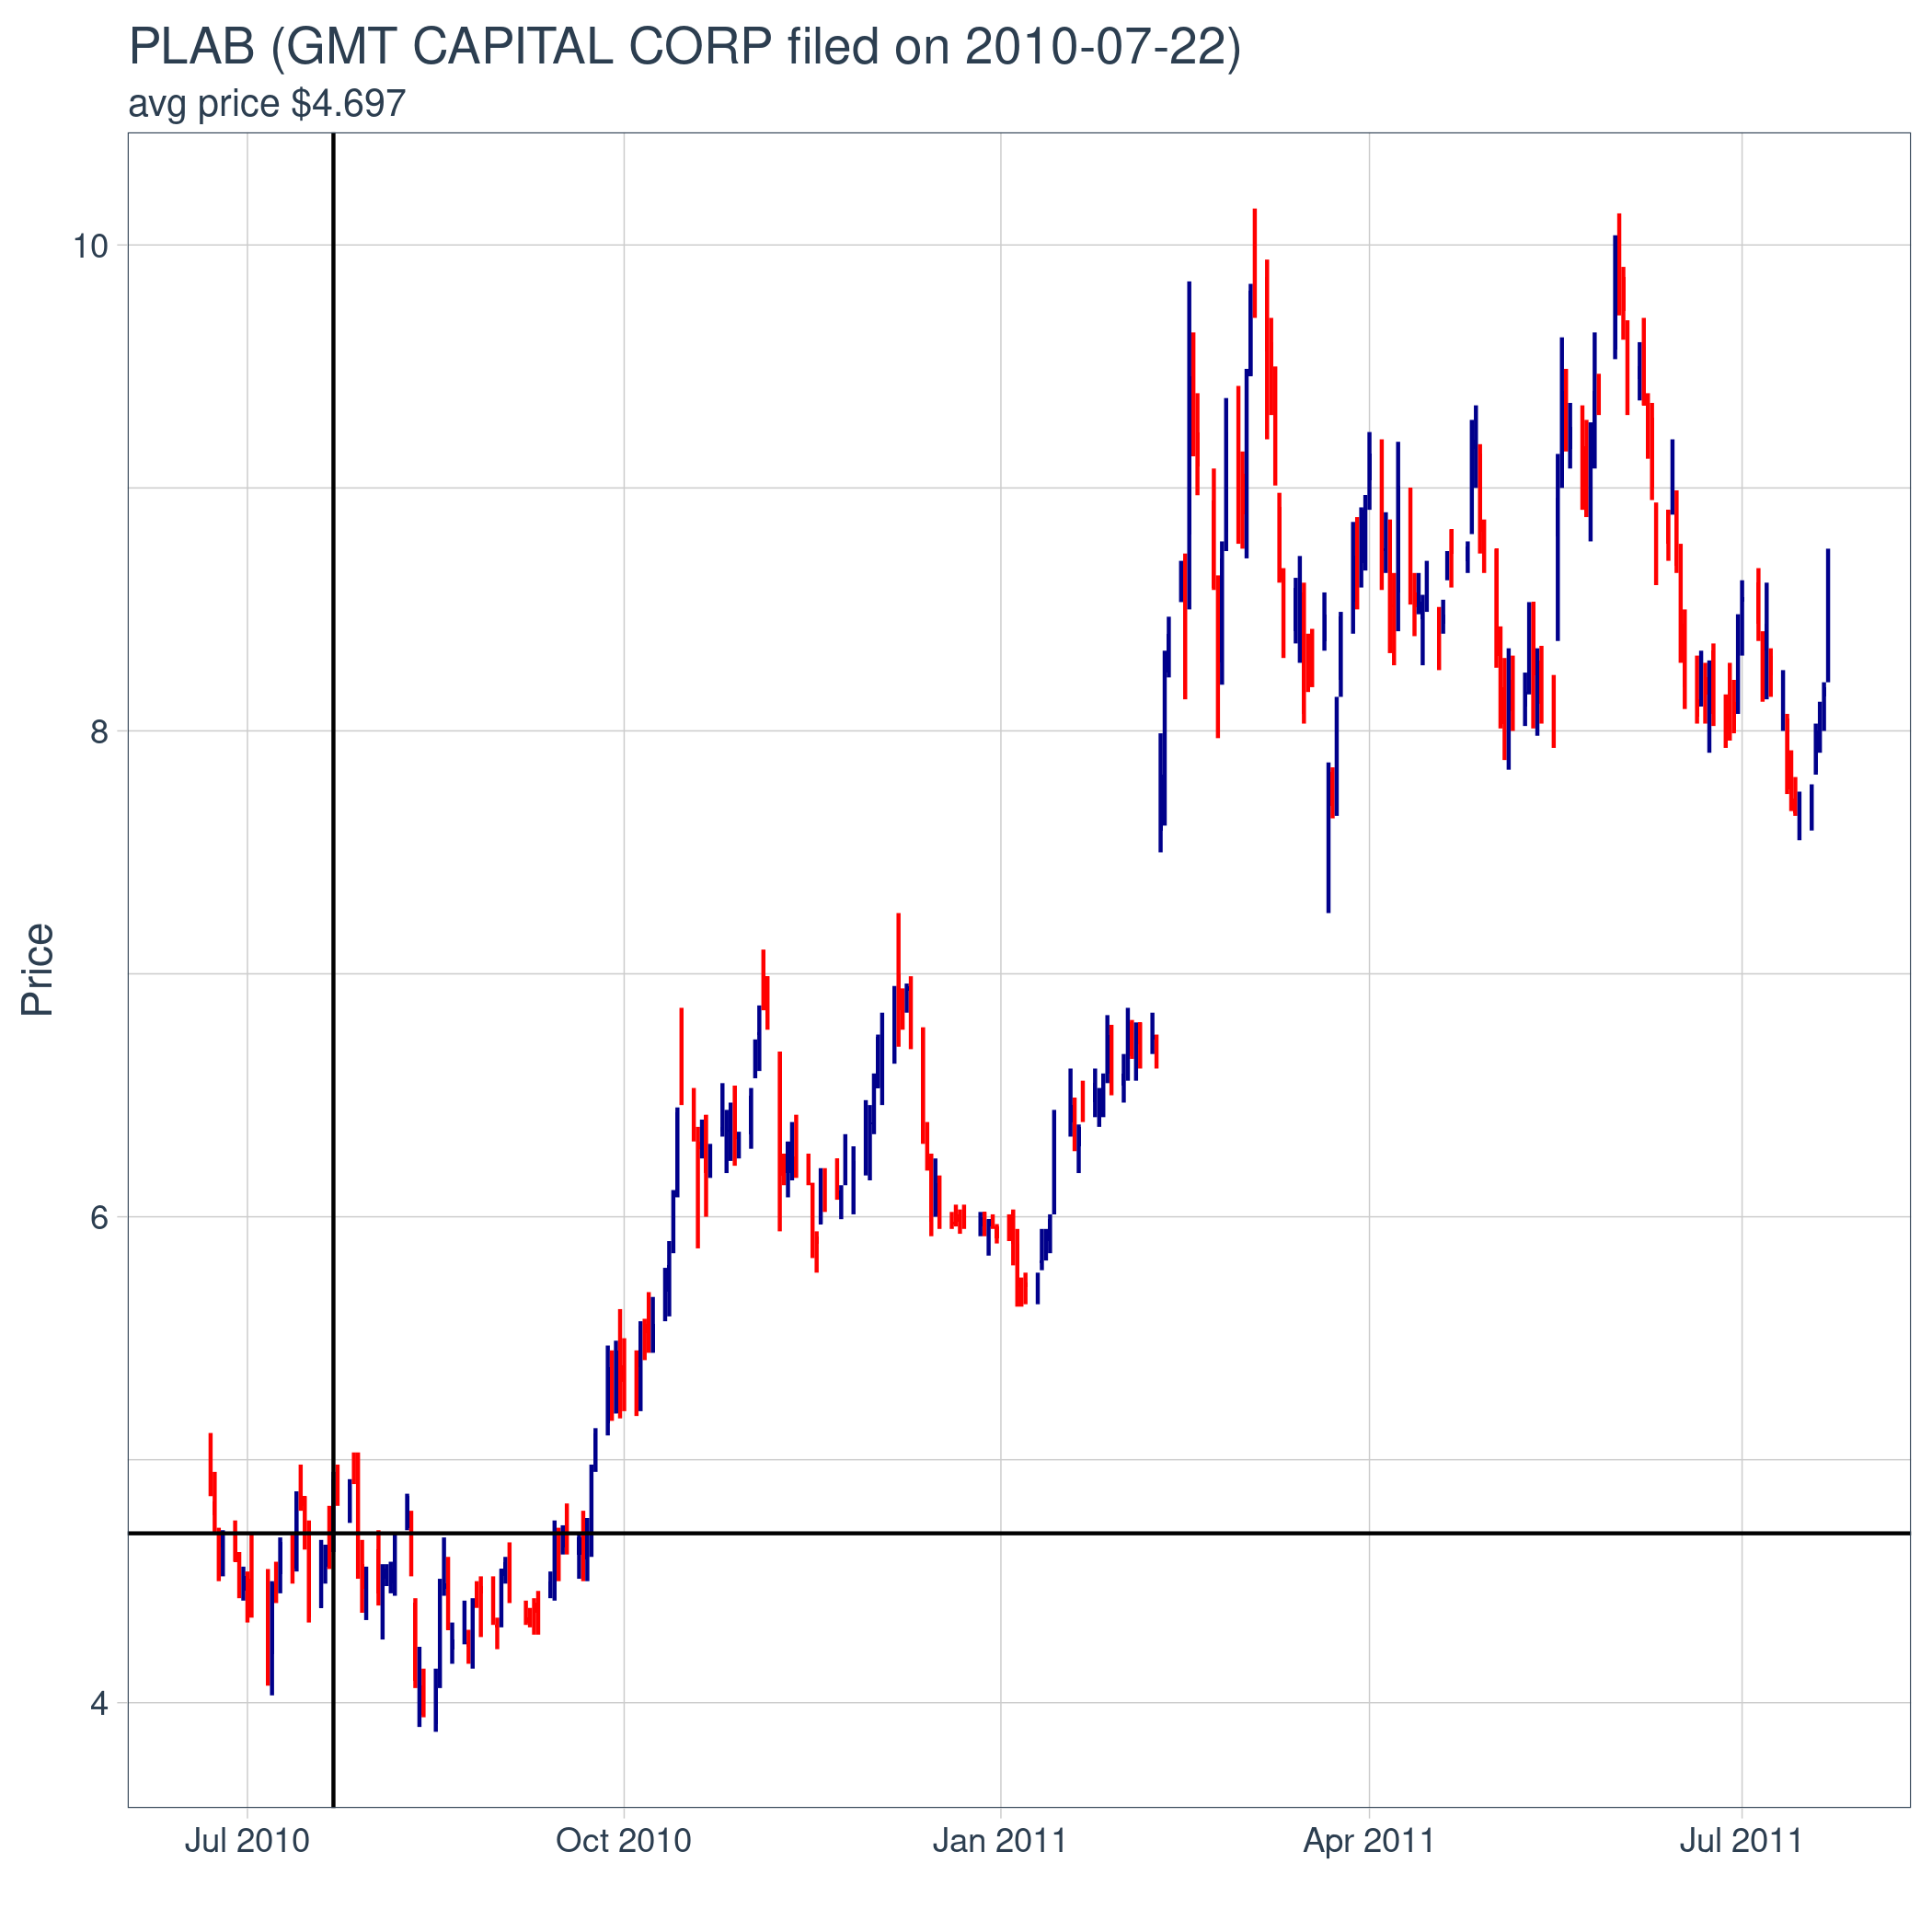 PLAB (GMT CAPITAL CORP filed on 2010-07-22)
avg price $4.697
10
8
6
4
Price
Jul 2010 Oct 2010 Jan 2011 Apr 2011 Jul 2011